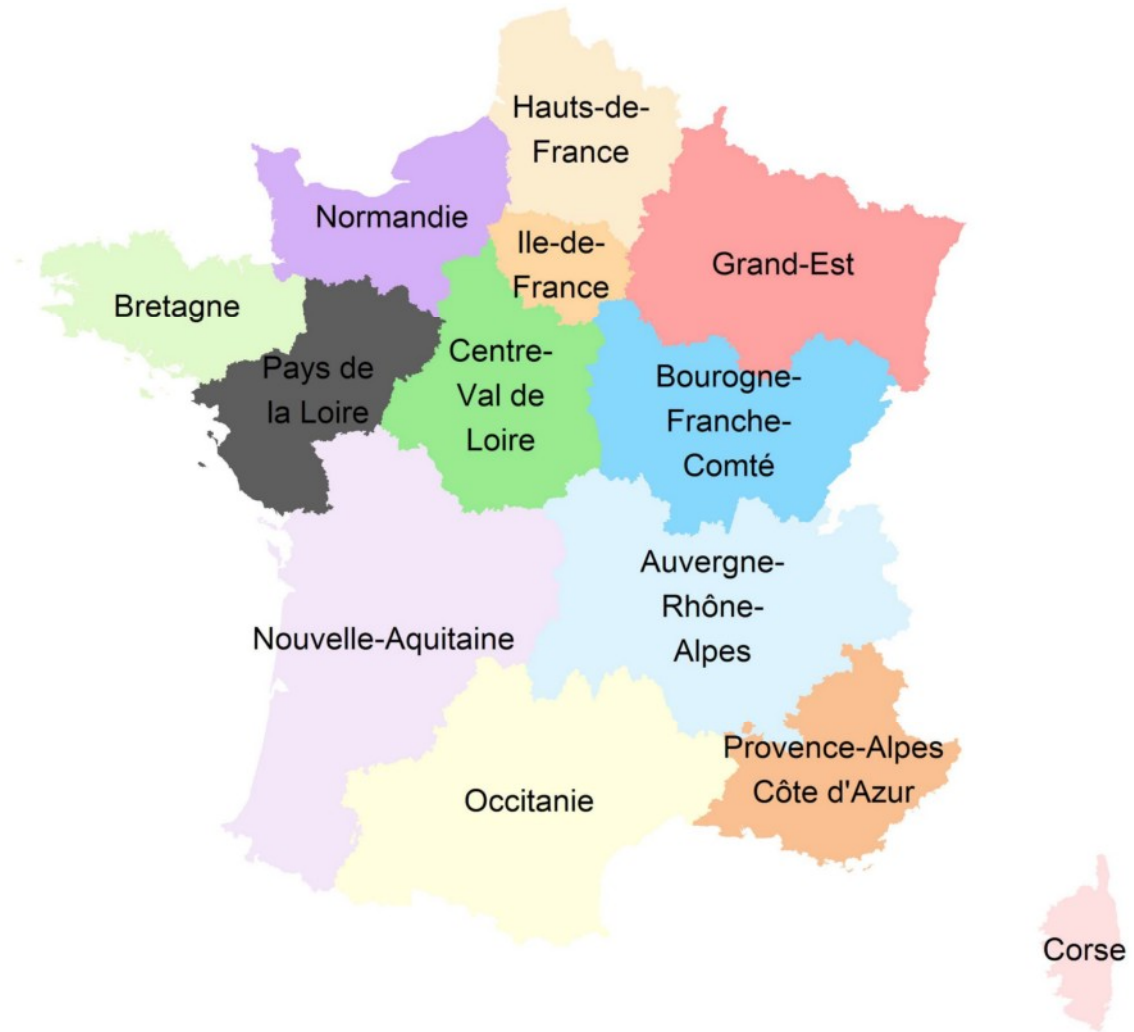 Hauts-de-
France
Normandie
Ile-de-
France
Grand-Est
Bretagne
Pays de
la Loire
Centre-
Val de
Loire
Bourogne-
Franche-
Comté
Auvergne-
Rhône-
Alpes
Nouvelle-Aquitaine
Provence-Alpes
Côte d'Azur
Occitanie
Corse